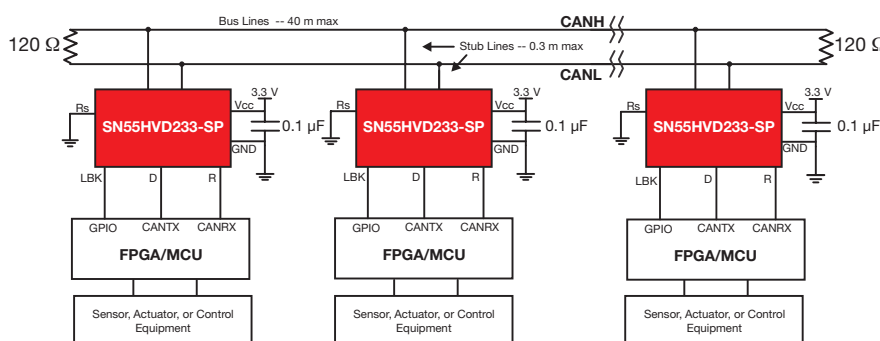 Bus Lines -- 40 m max
CANH
120 Ω
120 Ω
Stub Lines -- 0.3 m max
CANL
Rs
SN55HVD233-SP
Vcc
3.3 V
0.1 µF
GND
LBK
D
R
GPIO
CANTX
CANRX
FPGA/MCU
Sensor, Actuator, or Control
Equipment
Rs
SN55HVD233-SP
Vcc
3.3 V
0.1 µF
GND
LBK
D
R
GPIO
CANTX
CANRX
FPGA/MCU
Sensor, Actuator, or Control
Equipment
Rs
SN55HVD233-SP
Vcc
3.3 V
0.1 µF
GND
LBK
D
R
GPIO
CANTX
CANRX
FPGA/MCU
Sensor, Actuator, or Control
Equipment